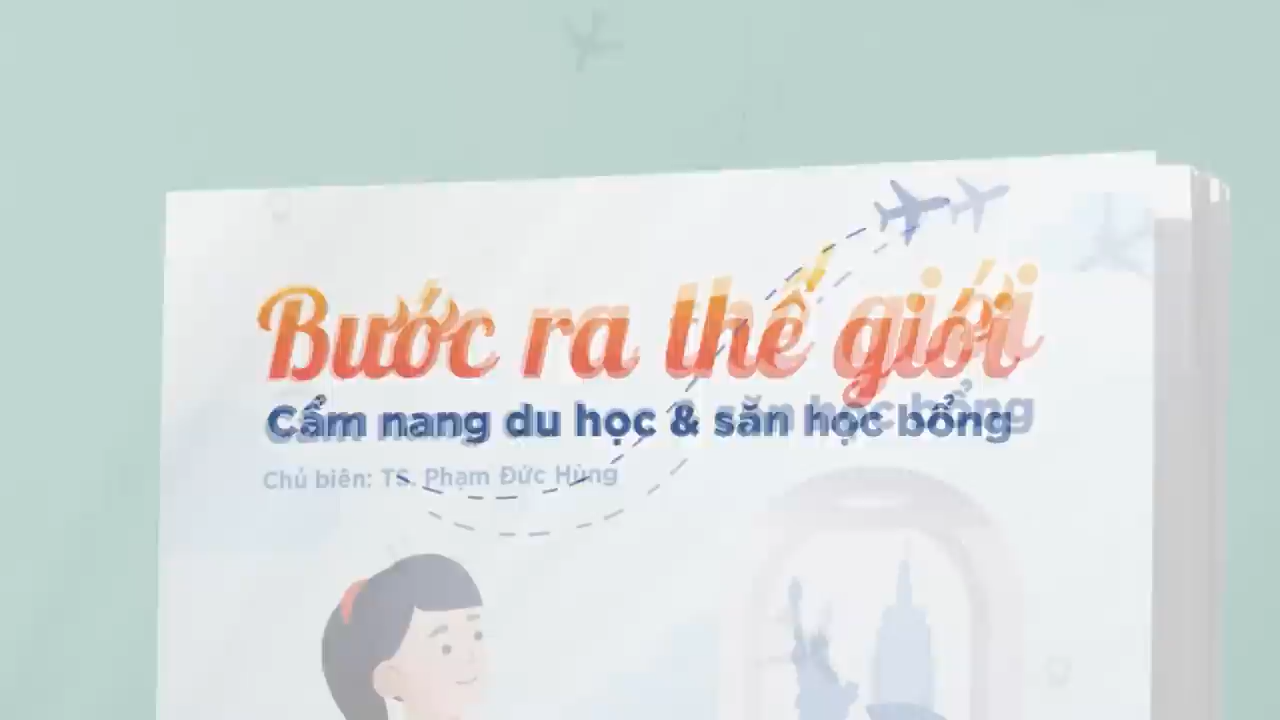 Bước ra thế giới
Cẩm nang du học & săn học bổng
Chủ biên: TS. Phạm Đức Hùng